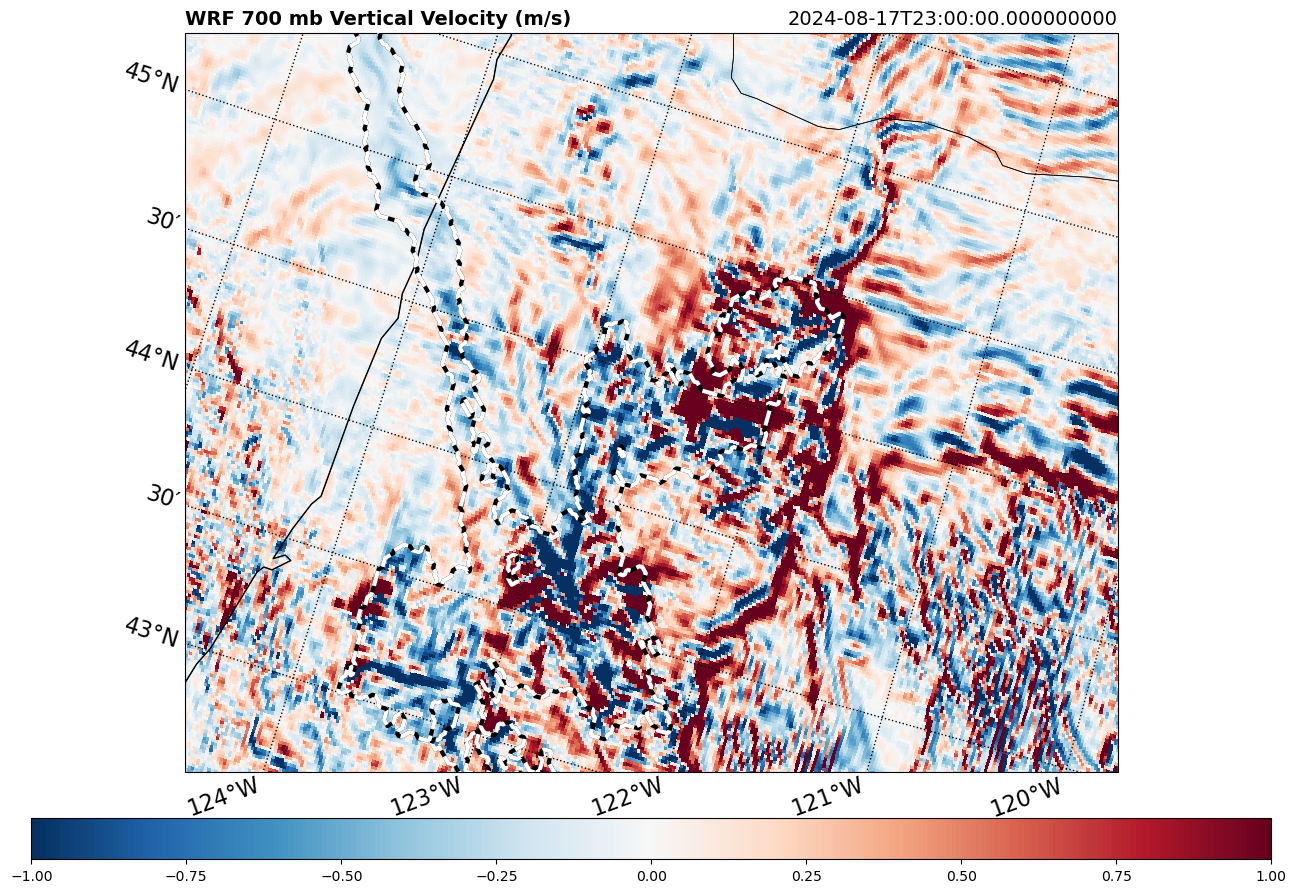 WRF 700 mb Vertical Velocity (m/s) 2024-08-17T23:00:00.000000000
45°N
30′
44°N
30′
43°N
124°W 123°W 122°W 121°W 120°W
−1.00 −0.75 −0.50 −0.25 0.00 0.25 0.50 0.75 1.00